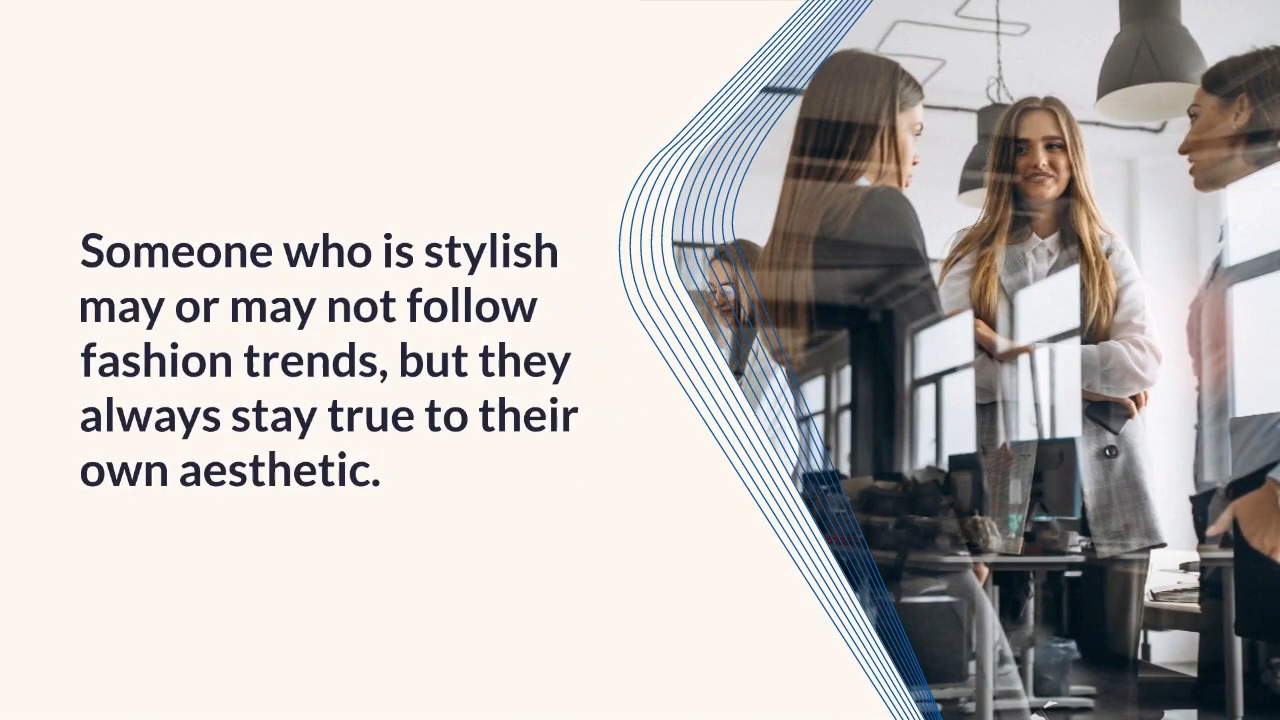 Someone who is stylish
may or may not follow
fashion trends, but they
always stay true to their
own aesthetic.